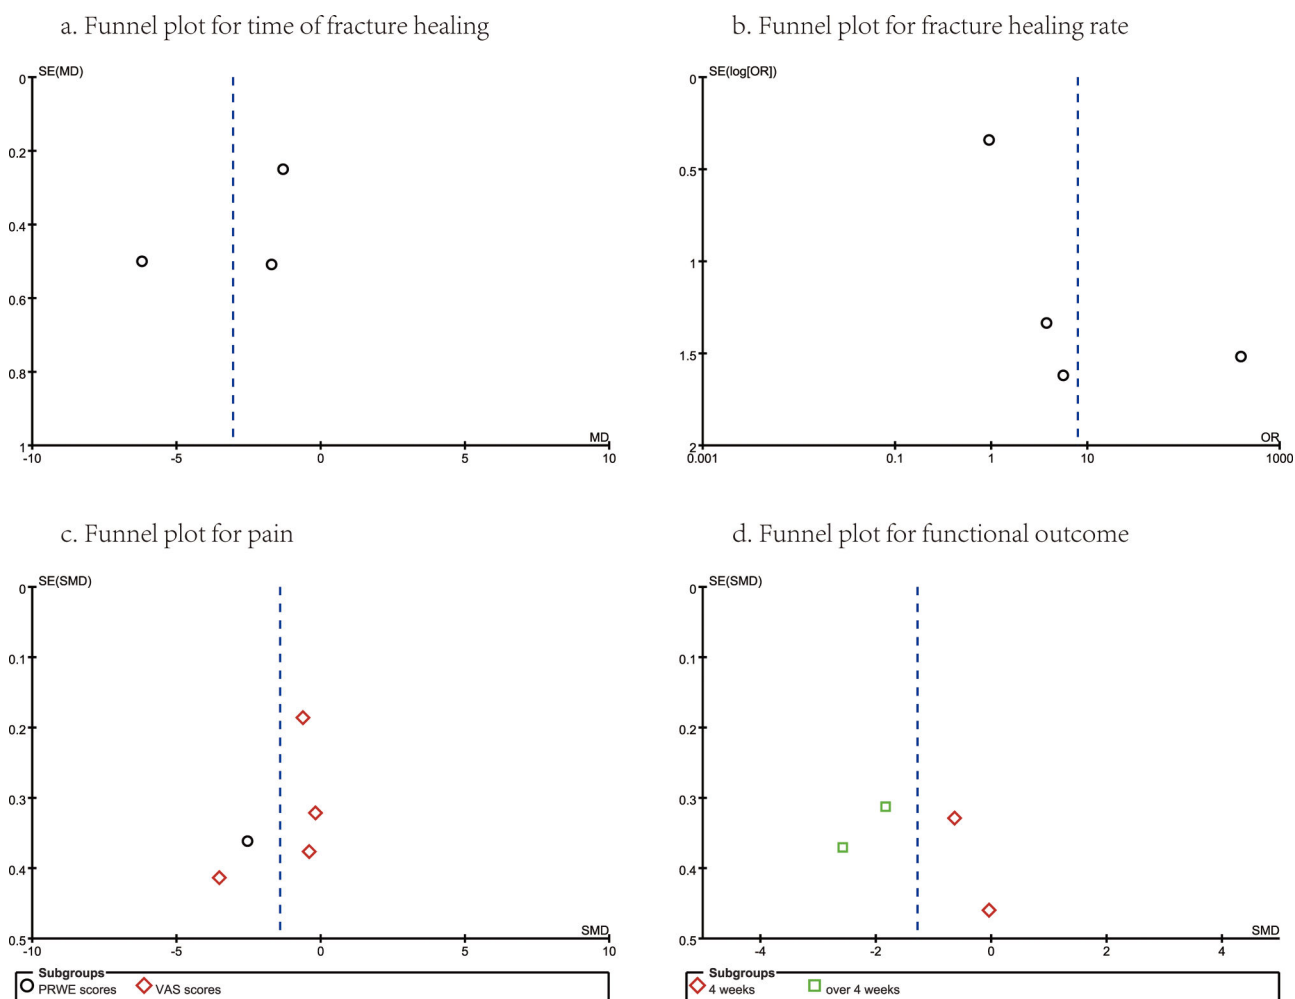 a. Funnel plot for time of fracture healing
SE(MD)
0
0.2
0.4
0.6
0.8
1
-10
-5
0
5
10
MD
b. Funnel plot for fracture healing rate
SE(log[OR])
0
0.5
1
1.5
2
0.001
0.1
1
10
1000
OR
c. Funnel plot for pain
SE(SMD)
0
0.1
0.2
0.3
0.4
0.5
-10
-5
0
5
10
SMD
Subgroups
PRWE scores
VAS scores
d. Funnel plot for functional outcome
SE(SMD)
0
0.1
0.2
0.3
0.4
0.5
-4
-2
0
2
4
SMD
Subgroups
4 weeks
over 4 weeks